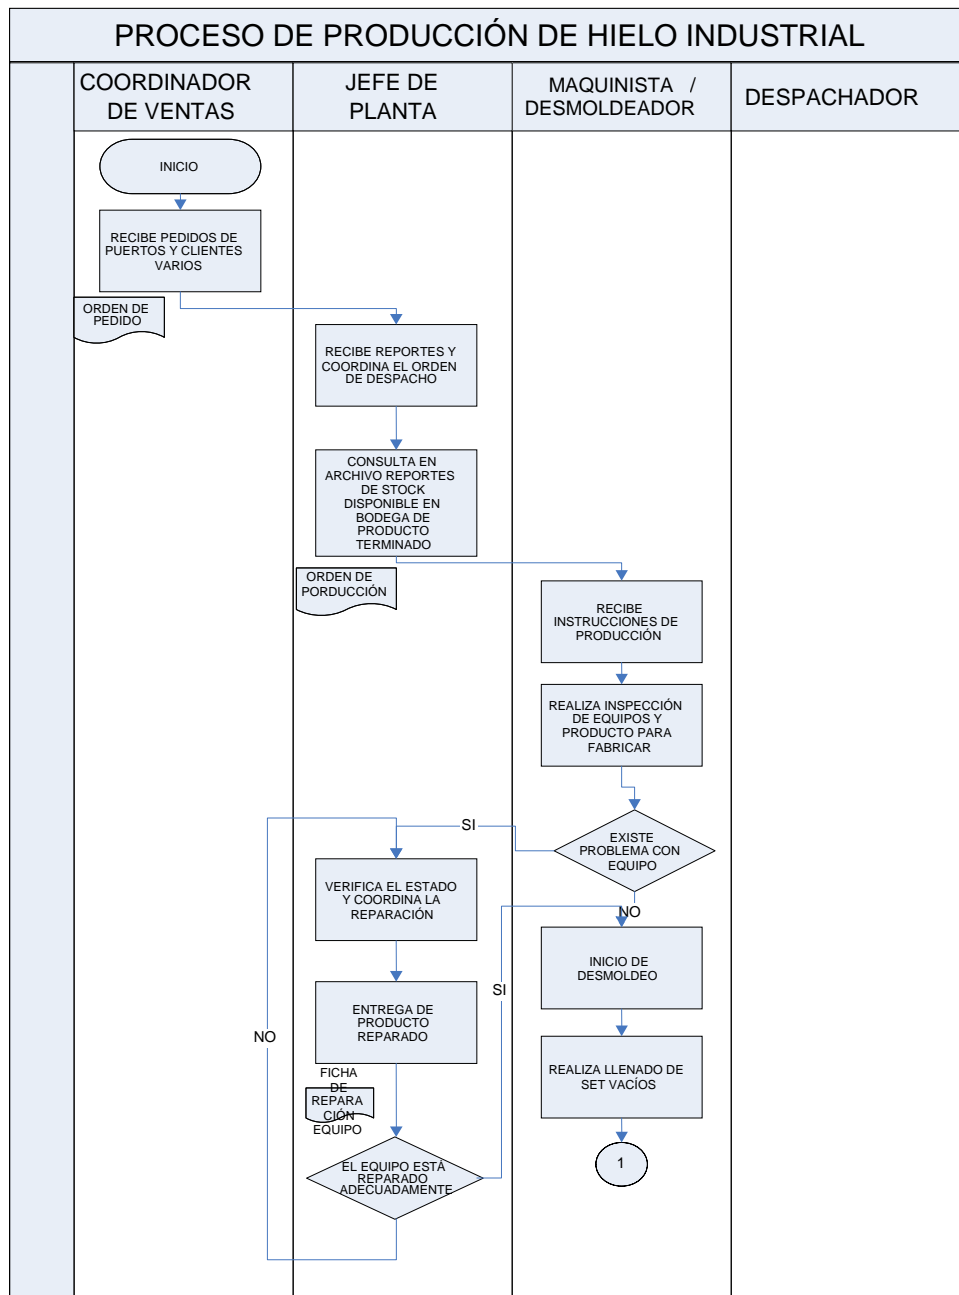 PROCESO DE PRODUCCIÓN DE HIELO INDUSTRIAL
COORDINADOR
DE VENTAS
JEFE DE
PLANTA
MAQUINISTA /
DESMOLDEADOR
DESPACHADOR
INICIO
RECIBE PEDIDOS DE
PUERTOS Y CLIENTES
VARIOS
ORDEN DE
PEDIDO
RECIBE REPORTES Y
COORDINA EL ORDEN
DE DESPACHO
CONSULTA EN
ARCHIVO REPORTES
DE STOCK
DISPONIBLE EN
BODEGA DE
PRODUCTO
TERMINADO
ORDEN DE
PORDUCCIÓN
RECIBE
INSTRUCCIONES DE
PRODUCCIÓN
REALIZA INSPECCIÓN
DE EQUIPOS Y
PRODUCTO PARA
FABRICAR
EXISTE
PROBLEMA CON
EQUIPO
SI
NO
VERIFICA EL ESTADO
Y COORDINA LA
REPARACIÓN
INICIO DE
DESMOLDEO
ENTREGA DE
PRODUCTO
REPARADO
SI
NO
REALIZA LLENADO DE
SET VACÍOS
FICHA
DE
REPARA
CIÓN
EQUIPO
EL EQUIPO ESTÁ
REPARADO
ADECUADAMENTE
1